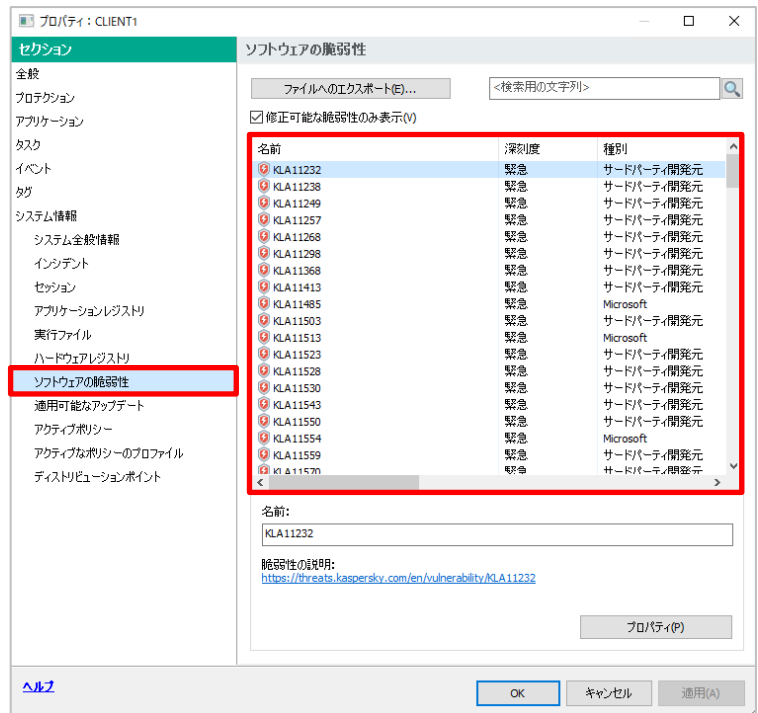 プロパティ：CLIENT1
セクション
全般
プロテクション
アプリケーション
タスク
イベント
タグ
システム情報
システム全般情報
インシデント
セッション
アプリケーションレジストリ
実行ファイル
ハードウェアレジストリ
ソフトウェアの脆弱性
適用可能なアップデート
アクティブポリシー
アクティブなポリシーのプロファイル
ディストリビューションポイント
ソフトウェアの脆弱性
ファイルへのエクスポート(E)... <検索用の文字列>
修正可能な脆弱性のみ表示(V)
名前 深刻度 種別
KLA11232 緊急 サードパーティ開発元
KLA11238 緊急 サードパーティ開発元
KLA11249 緊急 サードパーティ開発元
KLA11257 緊急 サードパーティ開発元
KLA11268 緊急 サードパーティ開発元
KLA11298 緊急 サードパーティ開発元
KLA11368 緊急 サードパーティ開発元
KLA11413 緊急 サードパーティ開発元
KLA11485 緊急 Microsoft
KLA11503 緊急 サードパーティ開発元
KLA11513 緊急 Microsoft
KLA11523 緊急 サードパーティ開発元
KLA11528 緊急 サードパーティ開発元
KLA11530 緊急 サードパーティ開発元
KLA11543 緊急 サードパーティ開発元
KLA11550 緊急 サードパーティ開発元
KLA11554 緊急 Microsoft
KLA11559 緊急 サードパーティ開発元
KLA11570 緊急 サードパーティ開発元
名前:
KLA11232
脆弱性の説明:
https://threats.kaspersky.com/en/vulnerability/KLA11232
プロパティ(P)
ヘルプ
OK キャンセル 適用(A)